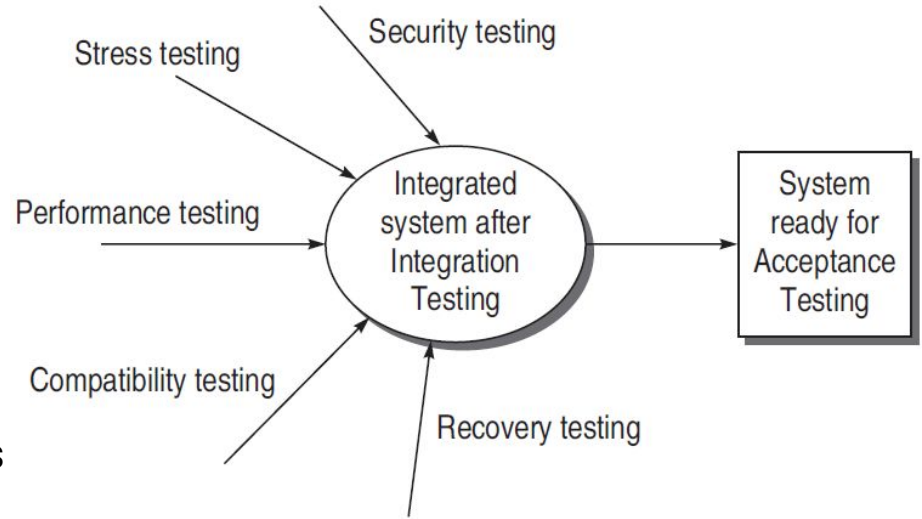 Security testing
Stress testing
Performance testing
Integrated
system after
Integration
Testing
System
ready for
Acceptance
Testing
Compatibility testing
Recovery testing
s